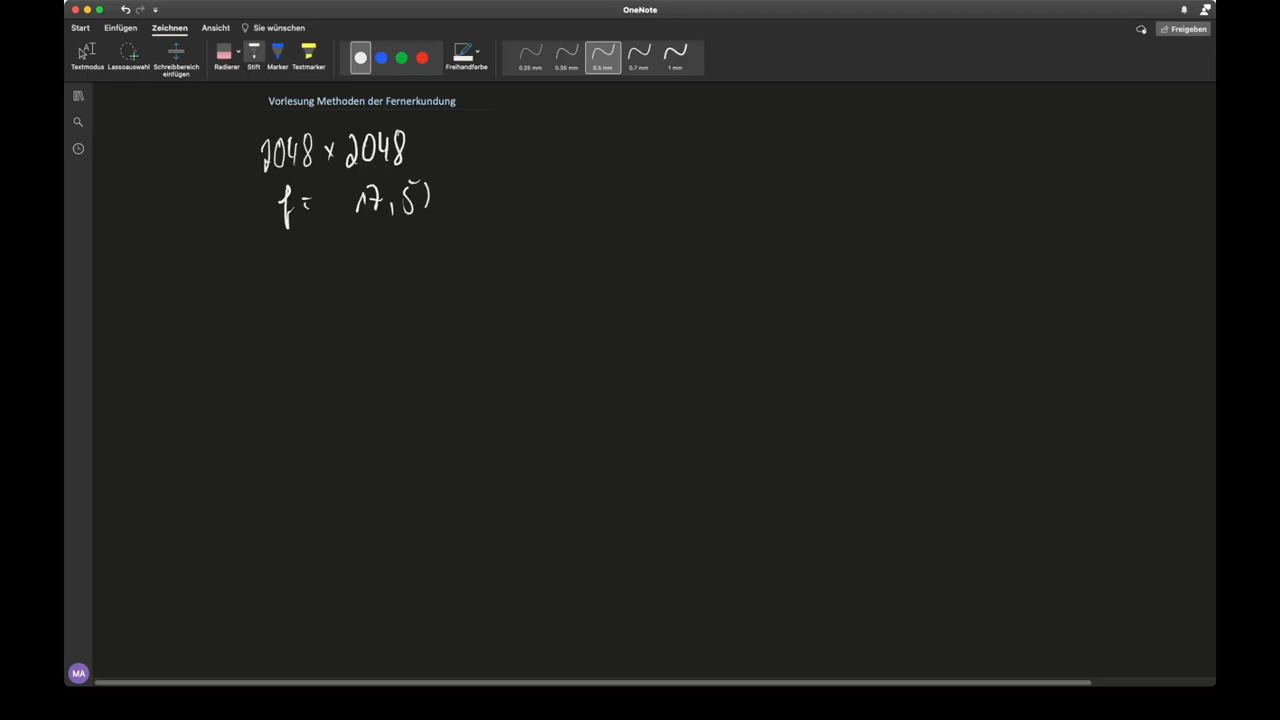 OneNote
Start Einfügen Zeichnen Ansicht Sie wünschen
Freigeben
Textmodus Lassoauswahl Schreibbereich einfügen Radierer Stift Marker Textmarker Freihandfarbe 0.25 mm 0.35 mm 0.5 mm 0.7 mm 1 mm
Vorlesung Methoden der Fernerkundung
2048 x 2048
f = 17,5)
MA